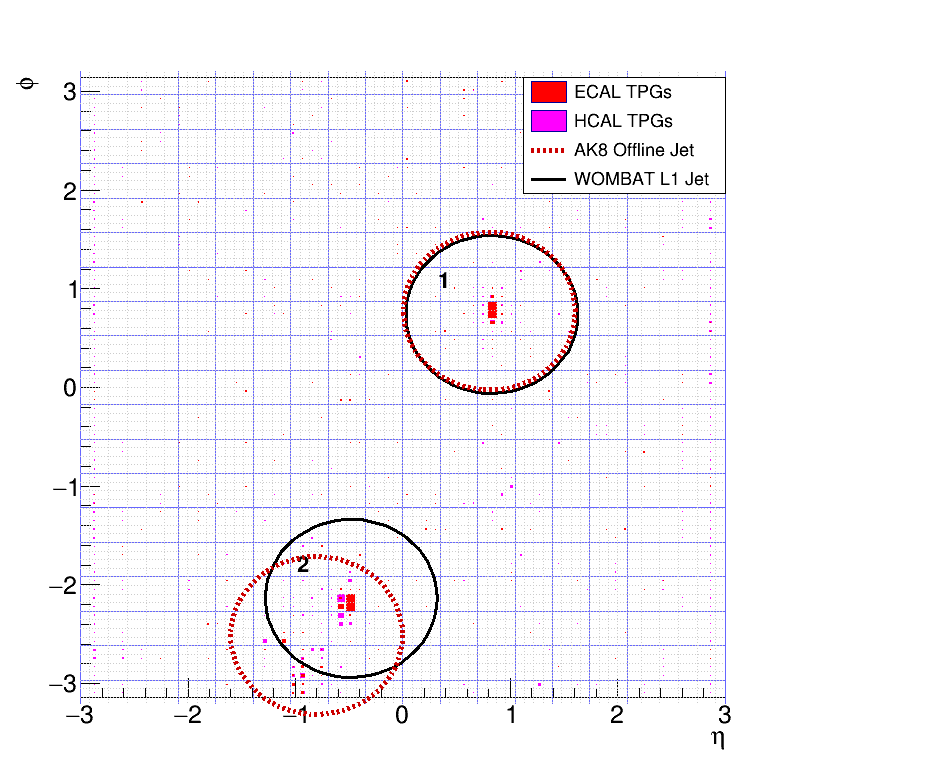 φ
3
2
1
0
−1
−2
−3
ECAL TPGs
HCAL TPGs
AK8 Offline Jet
WOMBAT L1 Jet
1
2
−3 −2 −1 0 1 2 3
η